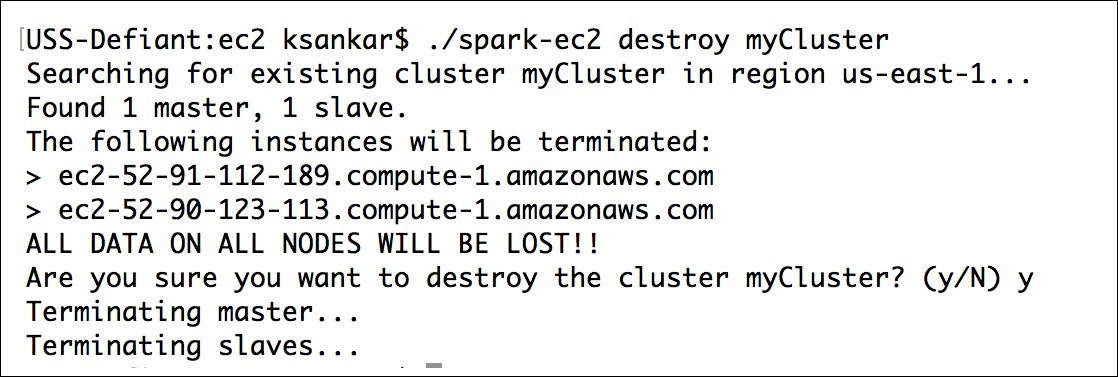 [USS-Defiant:ec2 ksankar$ ./spark-ec2 destroy myCluster
Searching for existing cluster myCluster in region us-east-1...
Found 1 master, 1 slave.
The following instances will be terminated:
> ec2-52-91-112-189.compute-1.amazonaws.com
> ec2-52-90-123-113.compute-1.amazonaws.com
ALL DATA ON ALL NODES WILL BE LOST!!
Are you sure you want to destroy the cluster myCluster? (y/N) y
Terminating master...
Terminating slaves...